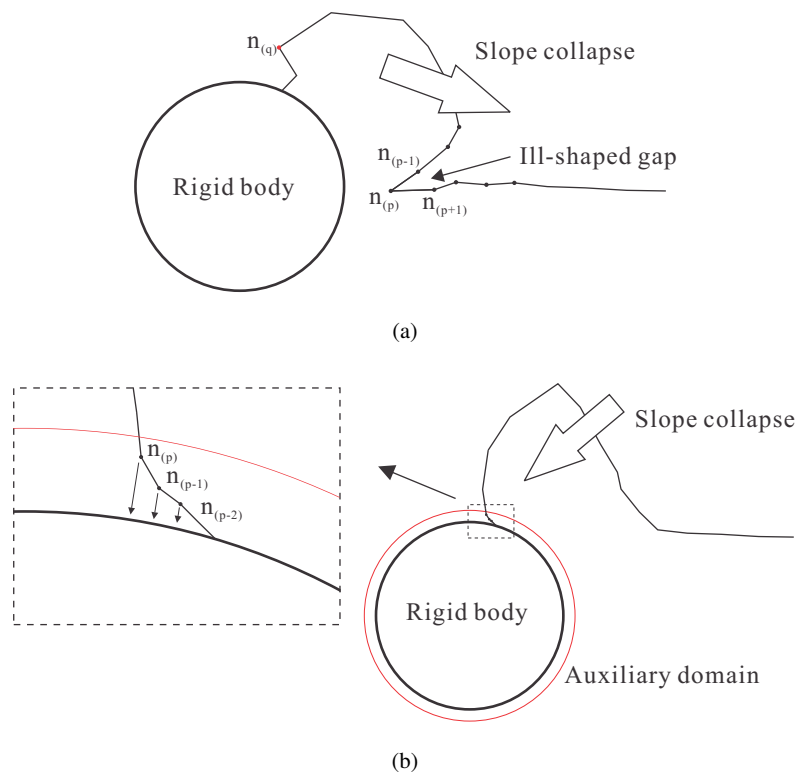 n(q)
Slope collapse
n(p-1)
Ill-shaped gap
Rigid body
n(p)
n(p+1)
(a)
n(p)
n(p-1)
n(p-2)
Slope collapse
Rigid body
Auxiliary domain
(b)